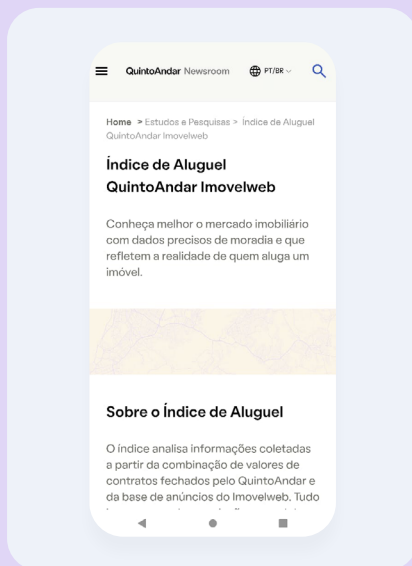 QuintoAndar Newsroom PT/BR
Home > Estudos e Pesquisas > Índice de Aluguel
QuintoAndar Imovelweb
Índice de Aluguel
QuintoAndar Imovelweb
Conheça melhor o mercado imobiliário
com dados precisos de moradia e que
refletem a realidade de quem aluga um
imóvel.
Sobre o Índice de Aluguel
O índice analisa informações coletadas
a partir da combinação de valores de
contratos fechados pelo QuintoAndar e
da base de anúncios do Imovelweb. Tudo